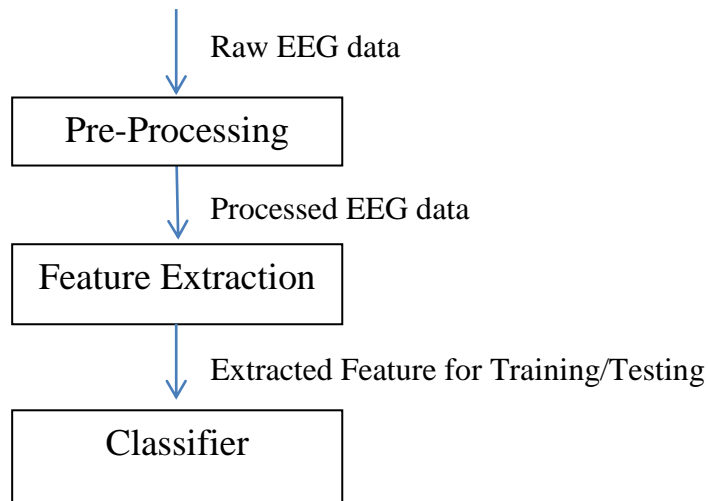 Raw EEG data
Pre-Processing
Processed EEG data
Feature Extraction
Extracted Feature for Training/Testing
Classifier